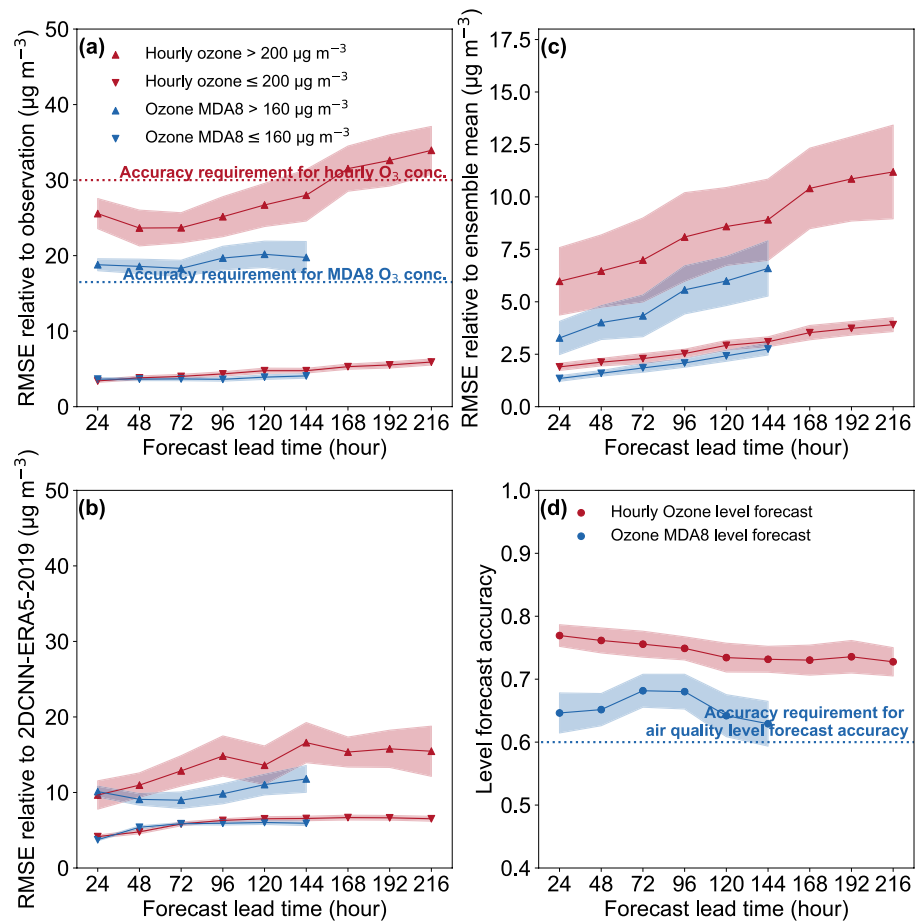 (a)
RMSE relative to observation (μg m⁻³)
50
40
30
20
10
0
Hourly ozone > 200 μg m⁻³
Hourly ozone ≤ 200 μg m⁻³
Ozone MDA8 > 160 μg m⁻³
Ozone MDA8 ≤ 160 μg m⁻³
Accuracy requirement for hourly O₃ conc.
Accuracy requirement for MDA8 O₃ conc.
24 48 72 96 120 144 168 192 216
Forecast lead time (hour)
(c)
RMSE relative to ensemble mean (μg m⁻³)
17.5
15.0
12.5
10.0
7.5
5.0
2.5
0.0
24 48 72 96 120 144 168 192 216
Forecast lead time (hour)
(b)
RMSE relative to 2DCNN-ERA5-2019 (μg m⁻³)
50
40
30
20
10
0
24 48 72 96 120 144 168 192 216
Forecast lead time (hour)
(d)
Level forecast accuracy
1.0
0.9
0.8
0.7
0.6
0.5
0.4
Hourly Ozone level forecast
Ozone MDA8 level forecast
Accuracy requirement for
air quality level forecast accuracy
24 48 72 96 120 144 168 192 216
Forecast lead time (hour)